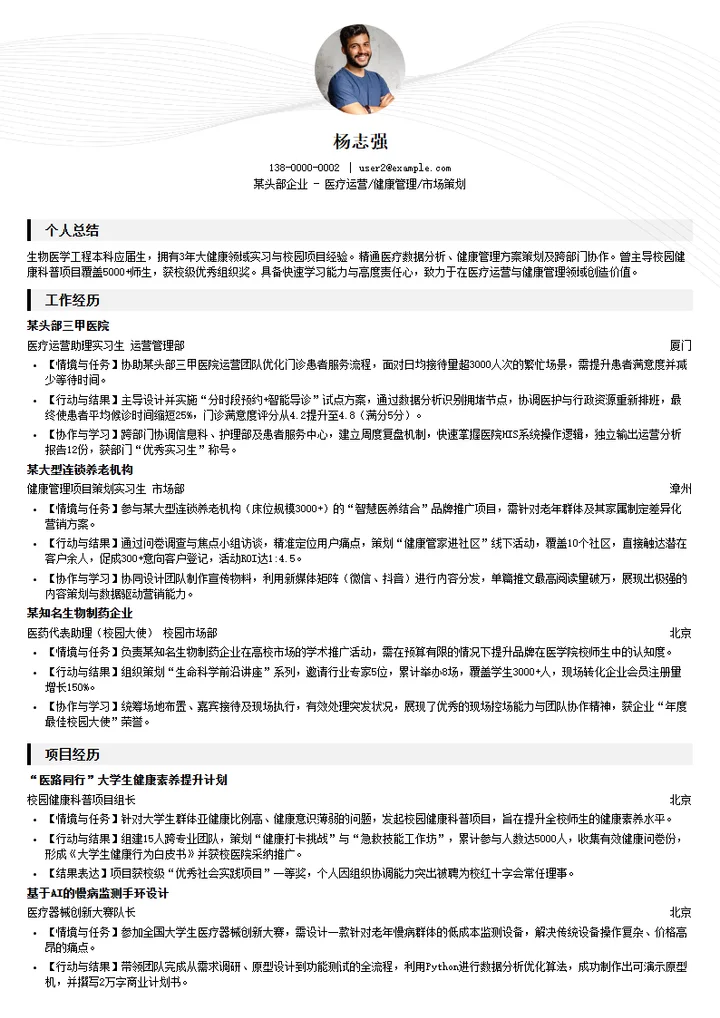 杨志强
138-0000-0002 | user2@example.com
某头部企业 - 医疗运营/健康管理/市场策划
个人总结
生物医学工程本科应届生，拥有3年大健康领域实习与校园项目经验。精通医疗数据分析、健康管理方案策划及跨部门协作。曾主导校园健
康科普项目覆盖5000+师生，获校级优秀组织奖。具备快速学习能力与高度责任心，致力于在医疗运营与健康管理领域创造价值。
工作经历
某头部三甲医院
医疗运营助理实习生 运营管理部 厦门
• 【情境与任务】协助某头部三甲医院运营团队优化门诊患者服务流程，面对日均接待量超3000人次的繁忙场景，需提升患者满意度并减
少等待时间。
• 【行动与结果】主导设计并实施“分时段预约+智能导诊”试点方案，通过数据分析识别拥堵节点，协调医护与行政资源重新排班，最
终使患者平均候诊时间缩短25%，门诊满意度评分从4.2提升至4.8（满分5分）。
• 【协作与学习】跨部门协调信息科、护理部及患者服务中心，建立周度复盘机制，快速掌握医院HIS系统操作逻辑，独立输出运营分析
报告12份，获部门“优秀实习生”称号。
某大型连锁养老机构
健康管理项目策划实习生 市场部 漳州
• 【情境与任务】参与某大型连锁养老机构（床位规模3000+）的“智慧医养结合”品牌推广项目，需针对老年群体及其家属制定差异化
营销方案。
• 【行动与结果】通过问卷调查与焦点小组访谈，精准定位用户痛点，策划“健康管家进社区”线下活动，覆盖10个社区，直接触达潜在
客户余人，促成300+意向客户登记，活动ROI达1:4.5。
• 【协作与学习】协同设计团队制作宣传物料，利用新媒体矩阵（微信、抖音）进行内容分发，单篇推文最高阅读量破万，展现出极强的
内容策划与数据驱动营销能力。
某知名生物制药企业
医药代表助理（校园大使） 校园市场部 北京
• 【情境与任务】负责某知名生物制药企业在高校市场的学术推广活动，需在预算有限的情况下提升品牌在医学院校师生中的认知度。
• 【行动与结果】组织策划“生命科学前沿讲座”系列，邀请行业专家5位，累计举办8场，覆盖学生3000+人，现场转化企业会员注册量
增长150%。
• 【协作与学习】统筹场地布置、嘉宾接待及现场执行，有效处理突发状况，展现了优秀的现场控场能力与团队协作精神，获企业“年度
最佳校园大使”荣誉。
项目经历
“医路同行”大学生健康素养提升计划
校园健康科普项目组长 北京
• 【情境与任务】针对大学生群体亚健康比例高、健康意识薄弱的问题，发起校园健康科普项目，旨在提升全校师生的健康素养水平。
• 【行动与结果】组建15人跨专业团队，策划“健康打卡挑战”与“急救技能工作坊”，累计参与人数达5000人，收集有效健康问卷份，
形成《大学生健康行为白皮书》并获校医院采纳推广。
• 【结果表达】项目获校级“优秀社会实践项目”一等奖，个人因组织协调能力突出被聘为校红十字会常任理事。
基于AI的慢病监测手环设计
医疗器械创新大赛队长 北京
• 【情境与任务】参加全国大学生医疗器械创新大赛，需设计一款针对老年慢病群体的低成本监测设备，解决传统设备操作复杂、价格高
昂的痛点。
• 【行动与结果】带领团队完成从需求调研、原型设计到功能测试的全流程，利用Python进行数据分析优化算法，成功制作出可演示原型
机，并撰写2万字商业计划书。